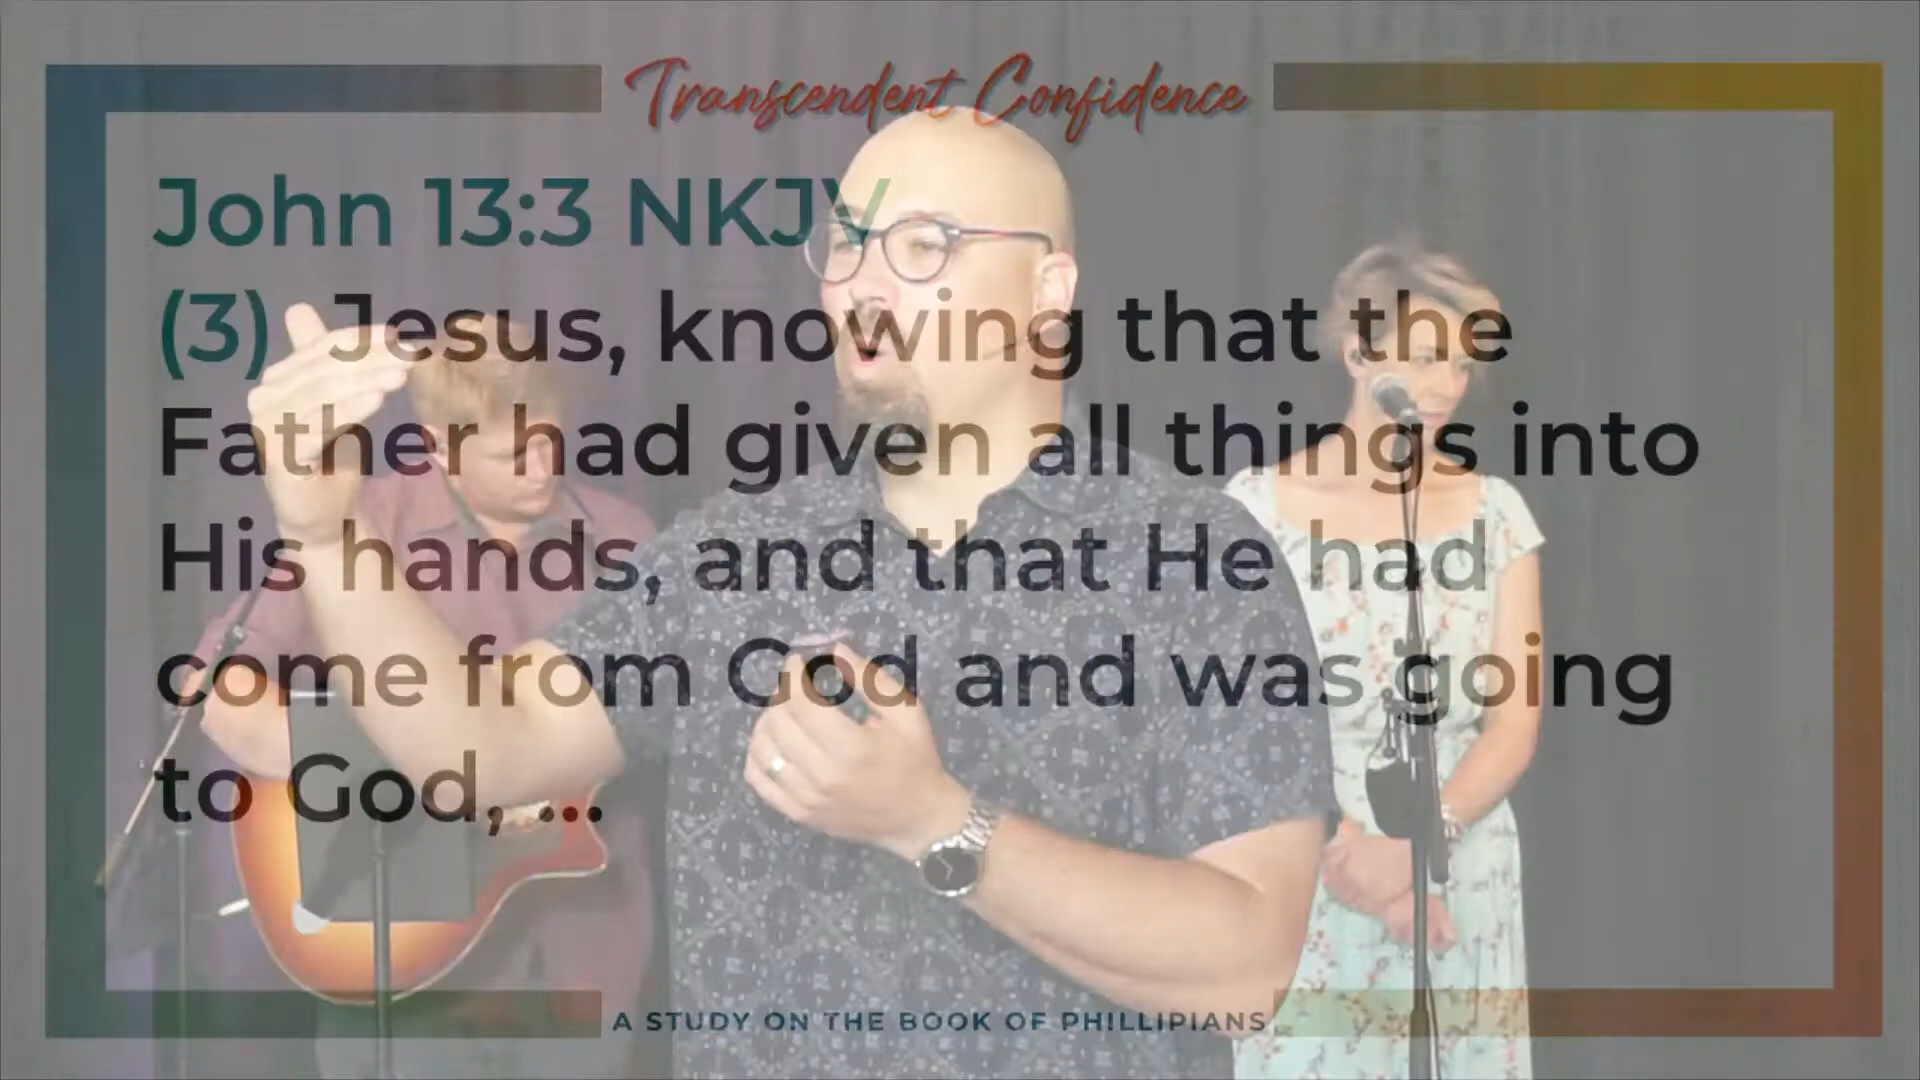 Transcendent Confidence
John 13:3 NKJV
(3) Jesus, knowing that the
Father had given all things into
His hands, and that He had
come from God and was going
to God, ...
A STUDY ON THE BOOK OF PHILLIPIANS